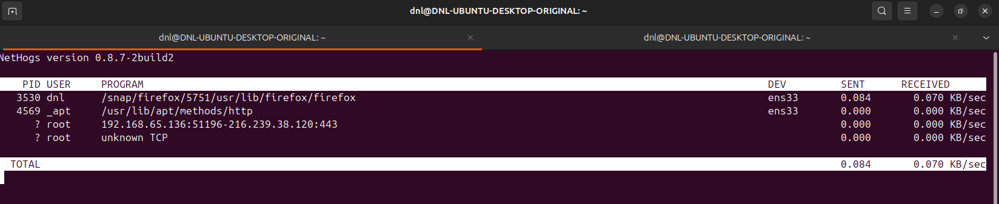 dnl@DNL-UBUNTU-DESKTOP-ORIGINAL: ~
dnl@DNL-UBUNTU-DESKTOP-ORIGINAL: ~ dnl@DNL-UBUNTU-DESKTOP-ORIGINAL: ~
NetHogs version 0.8.7-2build2
PID USER PROGRAM DEV SENT RECEIVED
3530 dnl /snap/firefox/5751/usr/lib/firefox/firefox ens33 0.084 0.070 KB/sec
4569 _apt /usr/lib/apt/methods/http ens33 0.000 0.000 KB/sec
? root 192.168.65.136:51196-216.239.38.120:443 0.000 0.000 KB/sec
? root unknown TCP 0.000 0.000 KB/sec
TOTAL 0.084 0.070 KB/sec